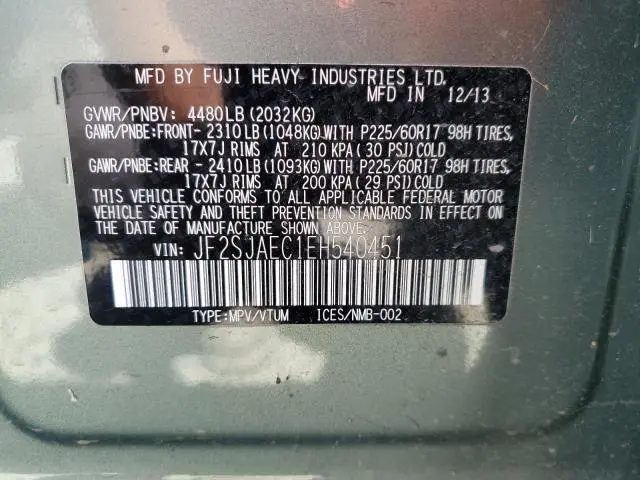 MFD BY FUJI HEAVY INDUSTRIES LTD.
MFD IN 12/13
GVWR/PNBV: 4480LB(2032KG)
GAWR/PNBE:FRONT- 2310LB(1048KG)WITH P225/60R17 98H TIRES,
17X7J RIMS AT 210 KPA(30 PSI)COLD
GAWR/PNBE:REAR - 2410LB(1093KG)WITH P225/60R17 98H TIRES,
17X7J RIMS AT 200 KPA(29 PSI)COLD
THIS VEHICLE CONFORMS TO ALL APPLICABLE FEDERAL MOTOR
VEHICLE SAFETY AND THEFT PREVENTION STANDARDS IN EFFECT
ON THE DATE OF MANUFACTURE SHOWN ABOVE.
VIN: JF2SJAEC1EH540451
TYPE:MPV/VTUM ICES/NMB-002